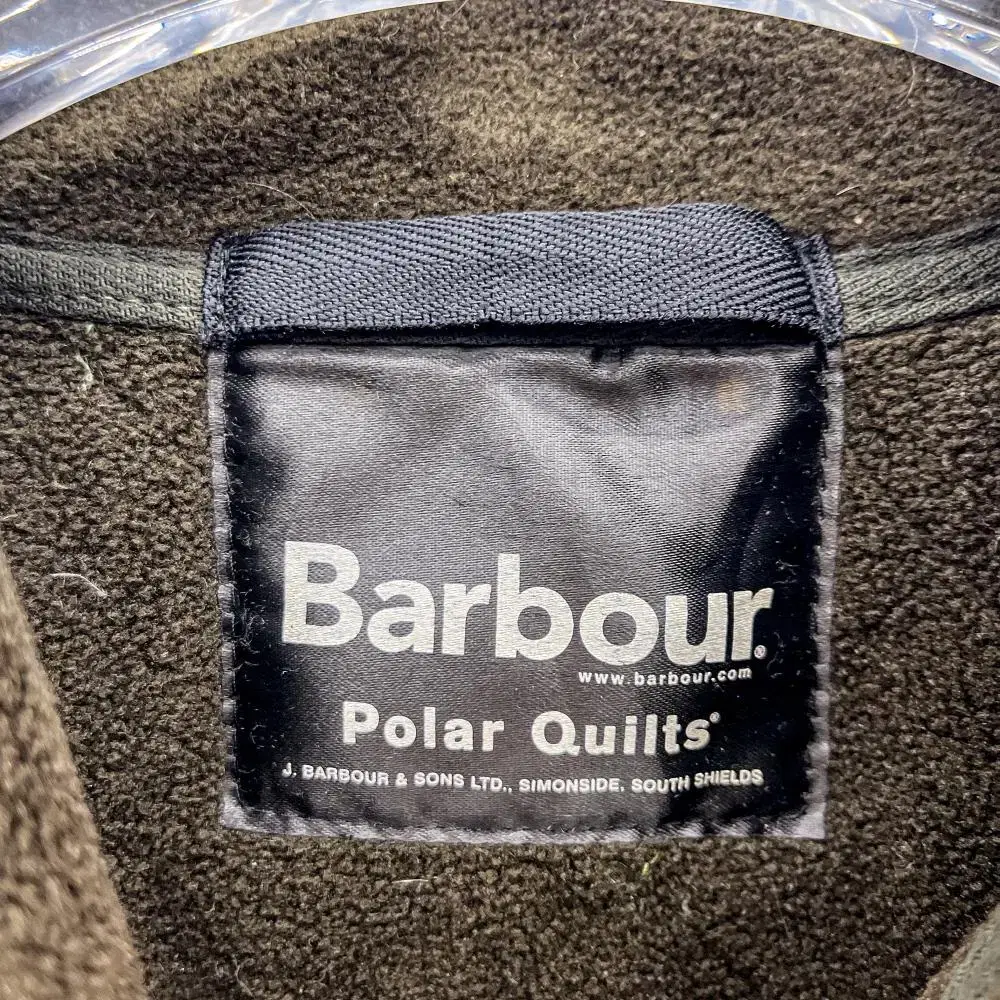 Barbour®
www.barbour.com
Polar Quilts®
J. BARBOUR & SONS LTD., SIMONSIDE. SOUTH SHIELDS